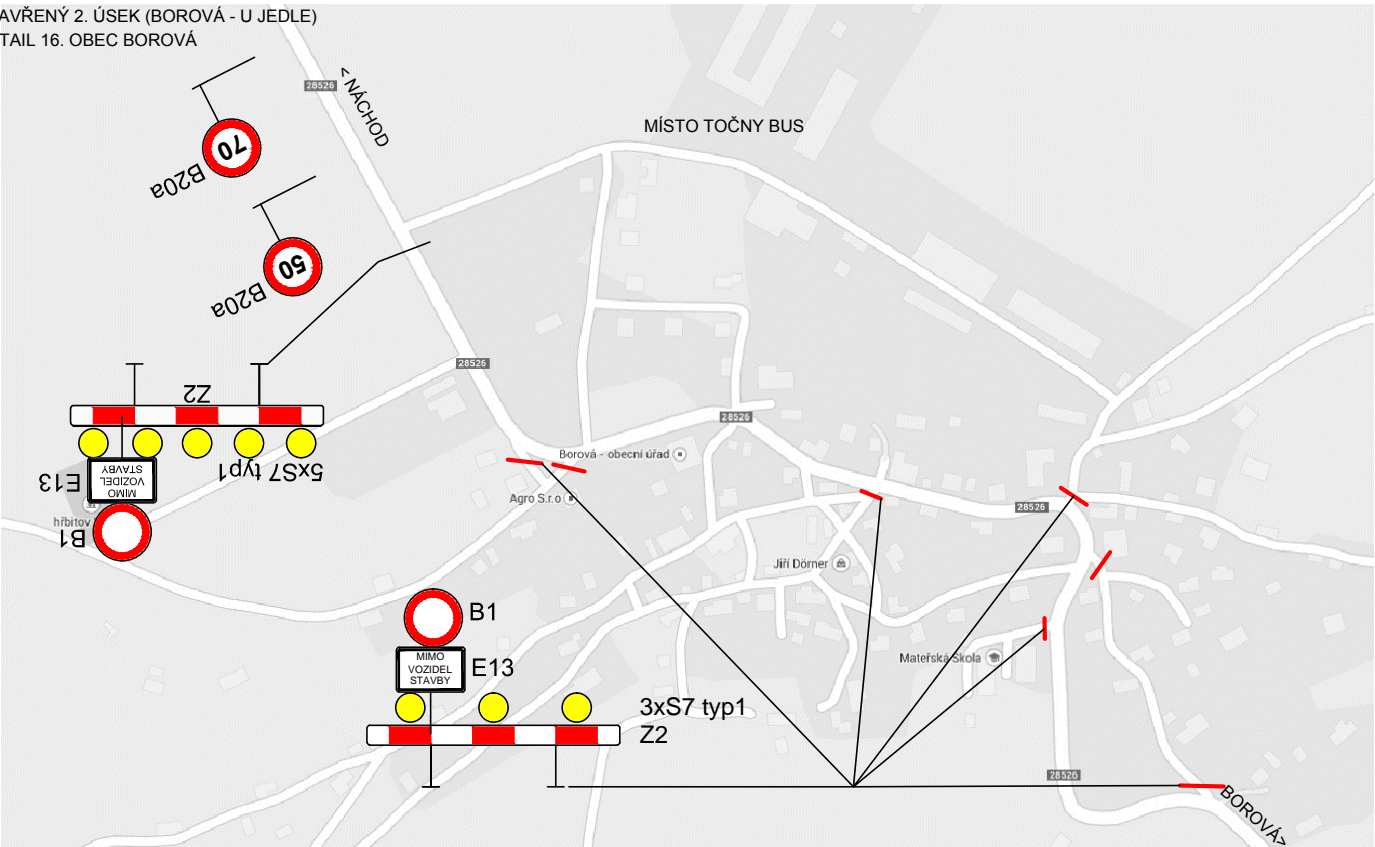 AVŘENÝ 2. ÚSEK (BOROVÁ - U JEDLE)
TAIL 16. OBEC BOROVÁ
28526
< NÁCHOD
MÍSTO TOČNY BUS
70
B20a
50
B20a
28526
Z2
5xS7 typ1
MIMO
VOZIDEL
STAVBY
E13
hřbitov
B1
28526
Borová - obecní úřad
Agro S.r.o
28526
Jiří Dörner
B1
MIMO
VOZIDEL
STAVBY
E13
Mateřská Škola
3xS7 typ1
Z2
28526
BOROVÁ>